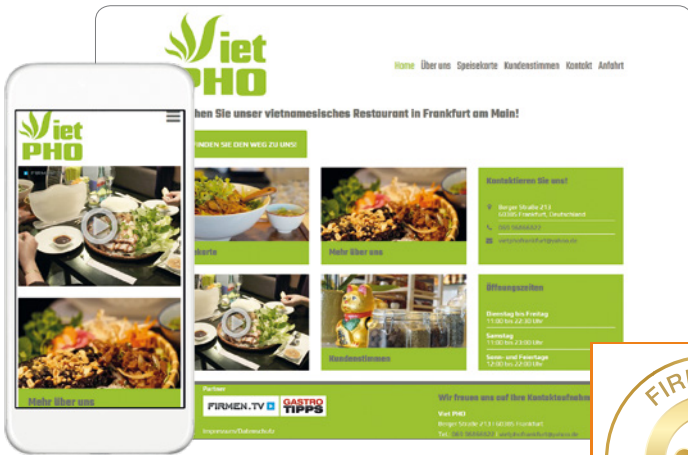 Viet
PHO
Home Über uns Speisekarte Kundenstimmen Kontakt Anfahrt
hen Sie unser vietnamesisches Restaurant in Frankfurt am Main!
FINDEN SIE DEN WEG ZU UNS!
karte
Mehr über uns
Kontaktieren Sie uns!
Berger Straße 213
60385 Frankfurt, Deutschland
Kundenstimmen
Öffnungszeiten
Dienstag bis Freitag
11:00 bis 22:30 Uhr
Samstag
11:00 bis 23:00 Uhr
Sonn- und Feiertage
12:00 bis 22:00 Uhr
Partner
FIRMEN.TV
GASTRO
TIPPS
Impressum/Datenschutz
Wir freuen uns auf Ihre Kontaktaufnahm
Viet PHO
Berger Straße 213 | 60385 Frankfurt
Viet
PHO
FIRMEN.TV
Mehr über uns
FIR